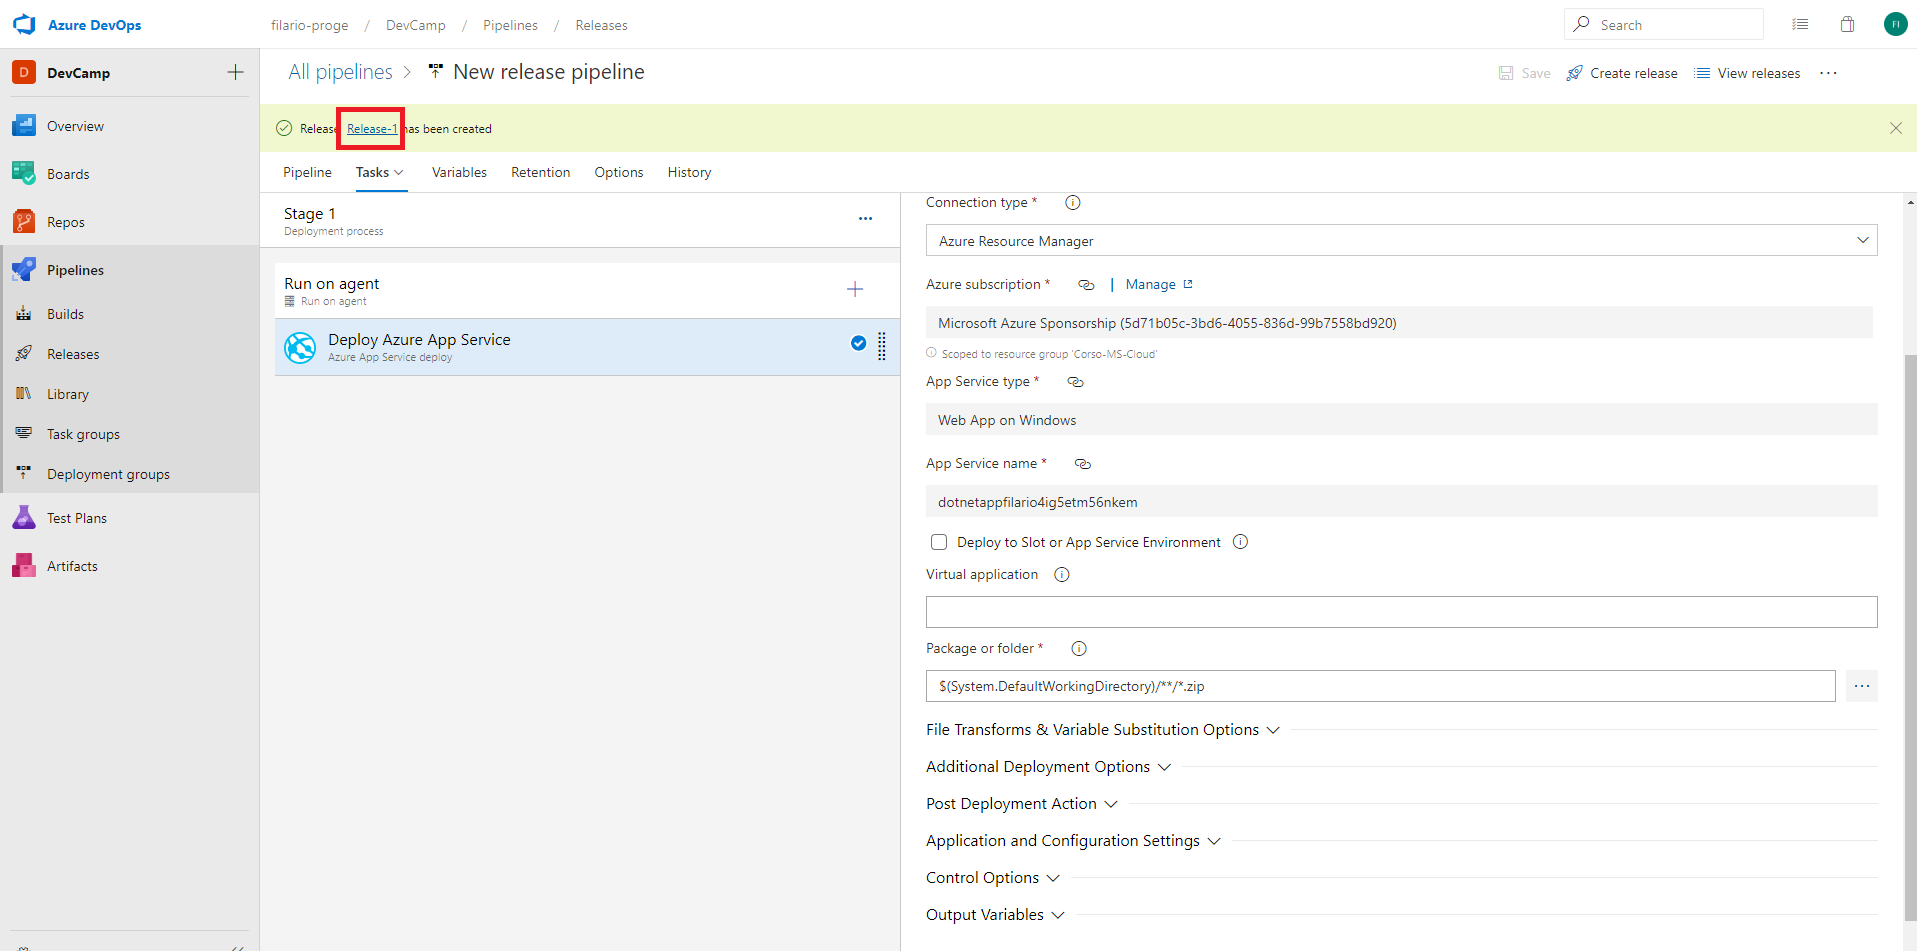 Azure DevOps
filario-proge / DevCamp / Pipelines / Releases
Search
FI
D DevCamp
Overview
Boards
Repos
Pipelines
Builds
Releases
Library
Task groups
Deployment groups
Test Plans
Artifacts
All pipelines > New release pipeline
Save Create release View releases ...
Release Release-1 has been created
Pipeline Tasks Variables Retention Options History
Stage 1
Deployment process
Run on agent
Run on agent
Deploy Azure App Service
Azure App Service deploy
Connection type *
Azure Resource Manager
Azure subscription * | Manage
Microsoft Azure Sponsorship (5d71b05c-3bd6-4055-836d-99b7558bd920)
Scoped to resource group 'Corso-MS-Cloud'
App Service type *
Web App on Windows
App Service name *
dotnetappfilario4ig5etm56nkem
Deploy to Slot or App Service Environment
Virtual application
Package or folder *
$(System.DefaultWorkingDirectory)/**/*.zip
File Transforms & Variable Substitution Options
Additional Deployment Options
Post Deployment Action
Application and Configuration Settings
Control Options
Output Variables